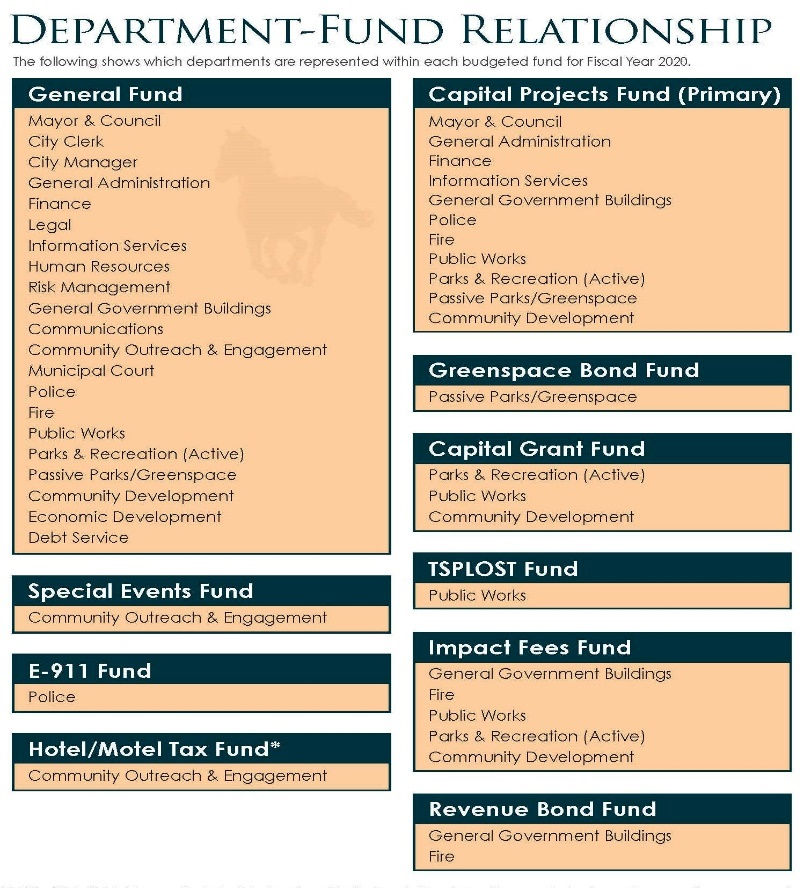 DEPARTMENT-FUND RELATIONSHIP
The following shows which departments are represented within each budgeted fund for Fiscal Year 2020.
General Fund
Mayor & Council
City Clerk
City Manager
General Administration
Finance
Legal
Information Services
Human Resources
Risk Management
General Government Buildings
Communications
Community Outreach & Engagement
Municipal Court
Police
Fire
Public Works
Parks & Recreation (Active)
Passive Parks/Greenspace
Community Development
Economic Development
Debt Service
Special Events Fund
Community Outreach & Engagement
E-911 Fund
Police
Hotel/Motel Tax Fund*
Community Outreach & Engagement
Capital Projects Fund (Primary)
Mayor & Council
General Administration
Finance
Information Services
General Government Buildings
Police
Fire
Public Works
Parks & Recreation (Active)
Passive Parks/Greenspace
Community Development
Greenspace Bond Fund
Passive Parks/Greenspace
Capital Grant Fund
Parks & Recreation (Active)
Public Works
Community Development
TSPLOST Fund
Public Works
Impact Fees Fund
General Government Buildings
Fire
Public Works
Parks & Recreation (Active)
Community Development
Revenue Bond Fund
General Government Buildings
Fire